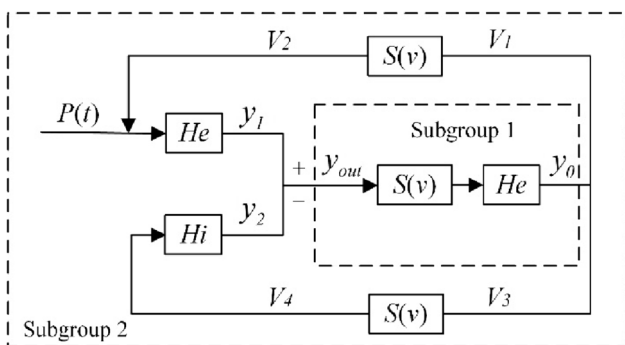 V2
S(v)
V1
P(t)
He
y1
Subgroup 1
+
yout
S(v)
He
y0
−
Hi
y2
V4
S(v)
V3
Subgroup 2